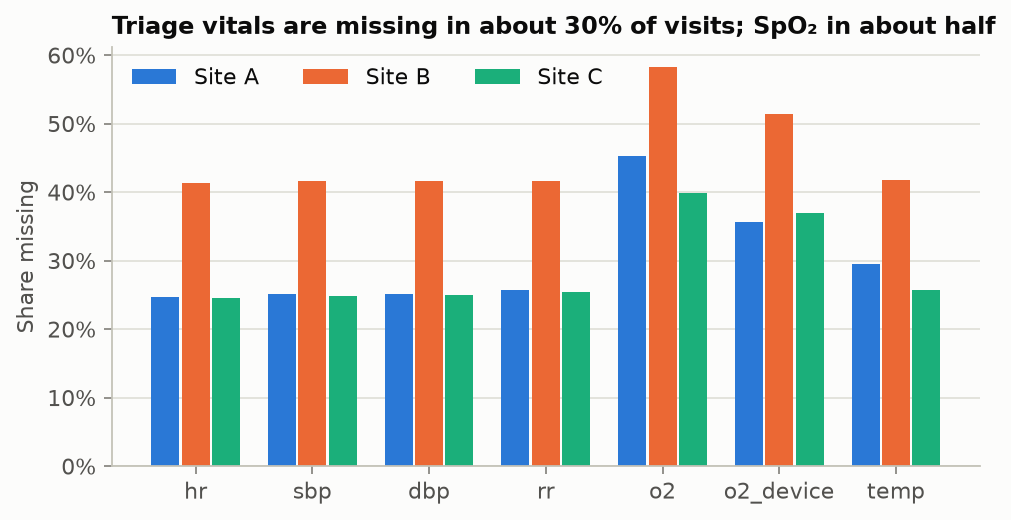 Triage vitals are missing in about 30% of visits; SpO₂ in about half
Site A Site B Site C
Share missing
60%
50%
40%
30%
20%
10%
0%
hr sbp dbp rr o2 o2_device temp